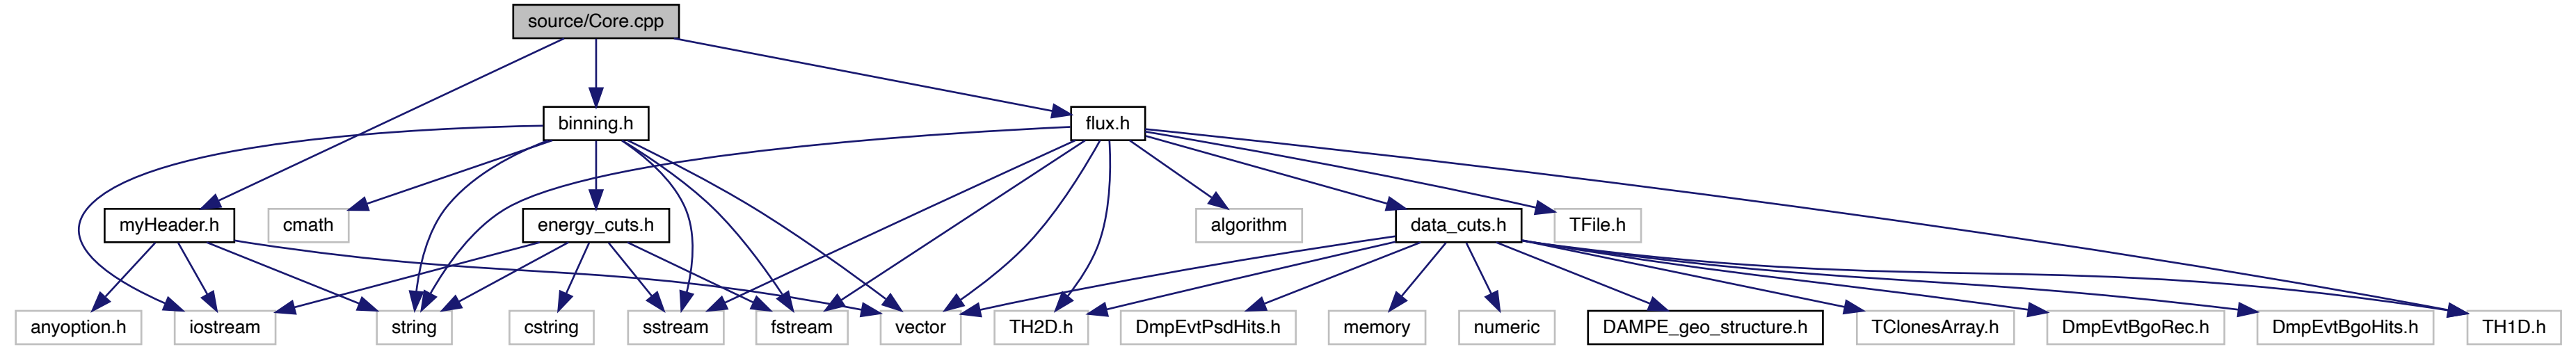 source/Core.cpp
binning.h
flux.h
myHeader.h
cmath
energy_cuts.h
algorithm
data_cuts.h
TFile.h
anyoption.h
iostream
string
cstring
sstream
fstream
vector
TH2D.h
DmpEvtPsdHits.h
memory
numeric
DAMPE_geo_structure.h
TClonesArray.h
DmpEvtBgoRec.h
DmpEvtBgoHits.h
TH1D.h